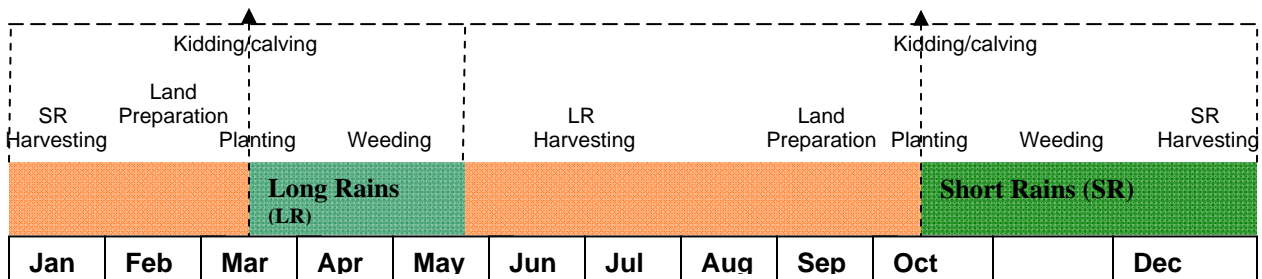 Kidding/calving
Kidding/calving
Land
Preparation
SR
Harvesting
Planting
Weeding
LR
Harvesting
Land
Preparation
Planting
Weeding
SR
Harvesting
Long Rains
(LR)
Short Rains (SR)
Jan Feb Mar Apr May Jun Jul Aug Sep Oct Dec